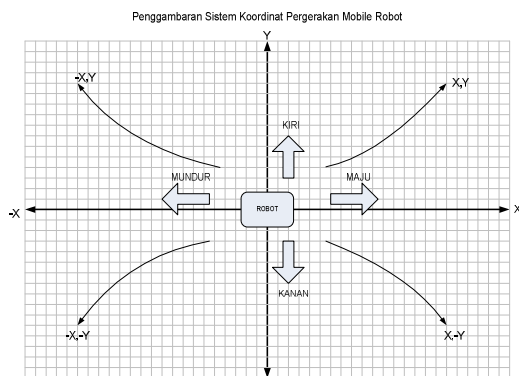 Penggambaran Sistem Koordinat Pergerakan Mobile Robot
Y
-X,Y
X,Y
KIRI
MUNDUR
MAJU
-X
ROBOT
X
KANAN
-X,-Y
X,-Y